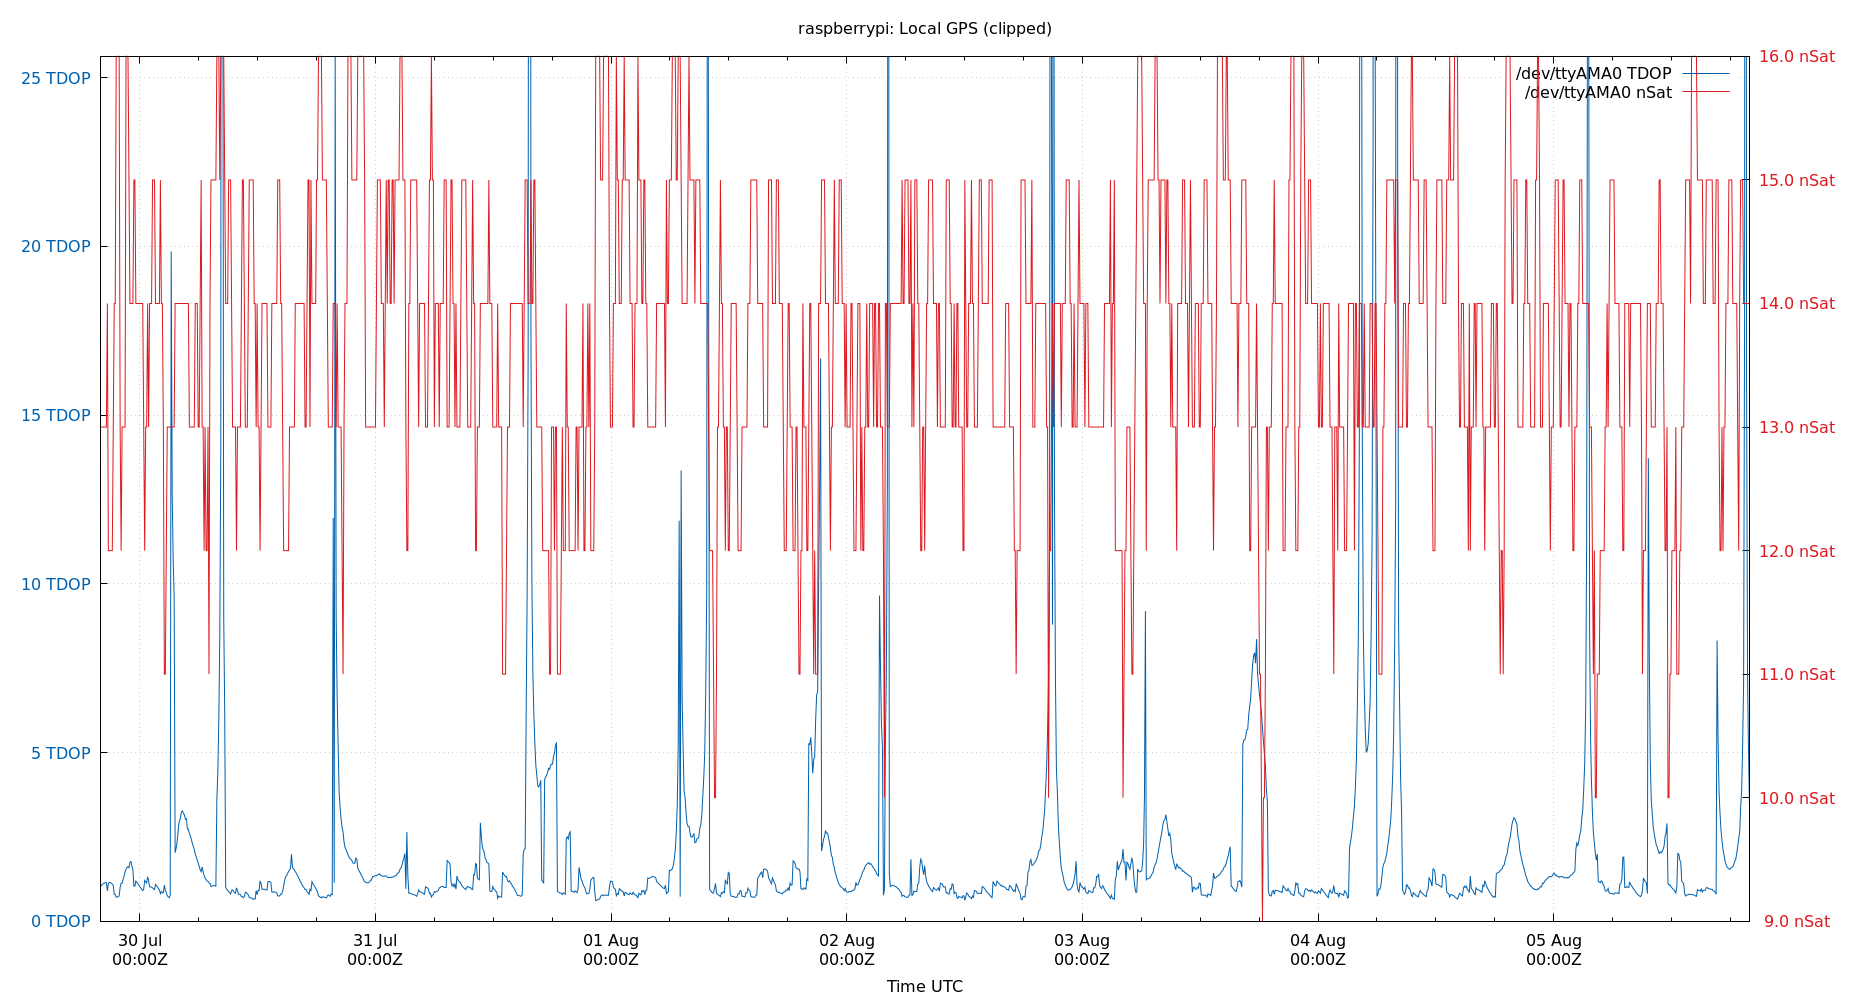 raspberrypi: Local GPS (clipped)
25 TDOP
20 TDOP
15 TDOP
10 TDOP
5 TDOP
0 TDOP
16.0 nSat
15.0 nSat
14.0 nSat
13.0 nSat
12.0 nSat
11.0 nSat
10.0 nSat
9.0 nSat
/dev/ttyAMA0 TDOP
/dev/ttyAMA0 nSat
30 Jul
00:00Z
31 Jul
00:00Z
01 Aug
00:00Z
02 Aug
00:00Z
03 Aug
00:00Z
04 Aug
00:00Z
05 Aug
00:00Z
Time UTC